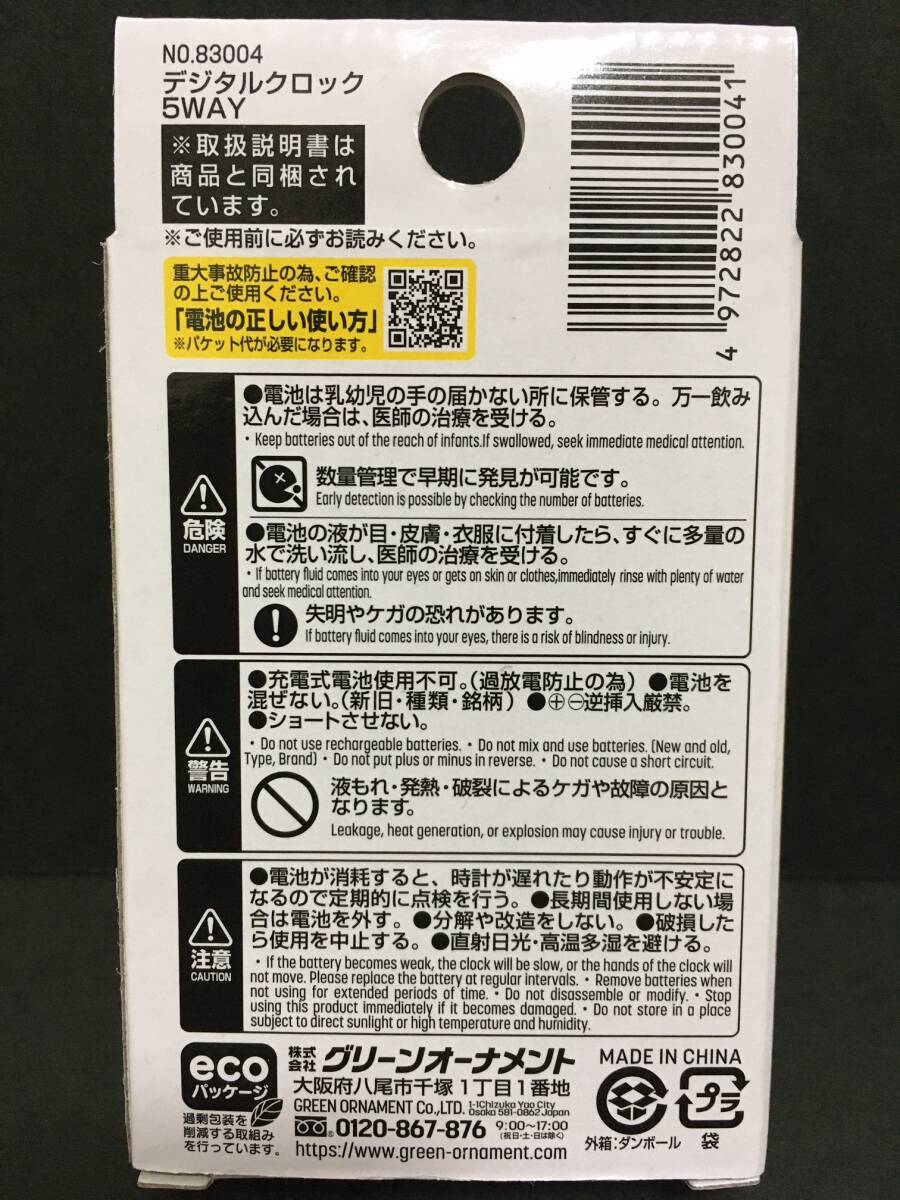 NO.83004
デジタルクロック
5WAY
※取扱説明書は
商品と同梱され
ています。
※ご使用前に必ずお読みください。
重大事故防止の為、ご確認
の上ご使用ください。
「電池の正しい使い方」
※パケット代が必要になります。
4 972822 830041
危険
DANGER
●電池は乳幼児の手の届かない所に保管する。万一飲み
込んだ場合は、医師の治療を受ける。
・Keep batteries out of the reach of infants.If swallowed, seek immediate medical attention.
数量管理で早期に発見が可能です。
Early detection is possible by checking the number of batteries.
●電池の液が目・皮膚・衣服に付着したら、すぐに多量の
水で洗い流し、医師の治療を受ける。
・If battery fluid comes into your eyes or gets on skin or clothes,immediately rinse with plenty of water
and seek medical attention.
失明やケガの恐れがあります。
If battery fluid comes into your eyes, there is a risk of blindness or injury.
警告
WARNING
●充電式電池使用不可。(過放電防止の為) ●電池を
混ぜない。(新旧・種類・銘柄) ●⊕⊖逆挿入厳禁。
●ショートさせない。
・Do not use rechargeable batteries. ・Do not mix and use batteries. (New and old,
Type, Brand) ・Do not put plus or minus in reverse. ・Do not cause a short circuit.
液もれ・発熱・破裂によるケガや故障の原因と
なります。
Leakage, heat generation, or explosion may cause injury or trouble.
注意
CAUTION
●電池が消耗すると、時計が遅れたり動作が不安定に
なるので定期的に点検を行う。●長期間使用しない場
合は電池を外す。●分解や改造をしない。●破損した
ら使用を中止する。●直射日光・高温多湿を避ける。
・If the battery becomes weak, the clock will be slow, or the hands of the clock will
not move. Please replace the battery at regular intervals. ・Remove batteries when
not using for extended periods of time. ・Do not disassemble or modify. ・Stop
using this product immediately if it becomes damaged. ・Do not store in a place
subject to direct sunlight or high temperature and humidity.
eco
パッケージ
過剰包装を
削減する取組み
を行っています。
株式会社 グリーンオーナメント
大阪府八尾市千塚1丁目1番地
GREEN ORNAMENT Co.,LTD. 1-1Chizuka Yao City Osaka 581-0862Japan
0120-867-876 9:00~17:00 (祝日・土・日は除く)
https://www.green-ornament.com
MADE IN CHINA
外箱:ダンボール
プラ
袋